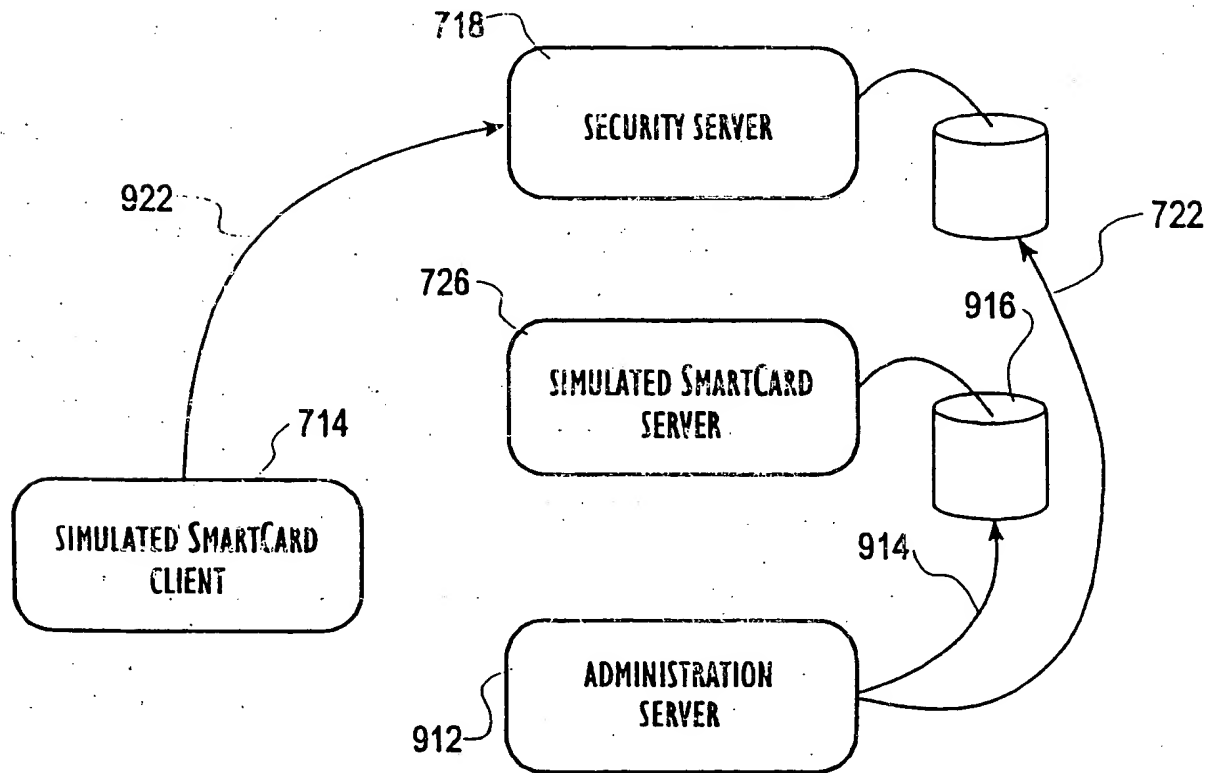 718
SECURITY SERVER
922
722
726
916
SIMULATED SMARTCARD
SERVER
714
SIMULATED SMARTCARD
CLIENT
914
ADMINISTRATION
SERVER
912